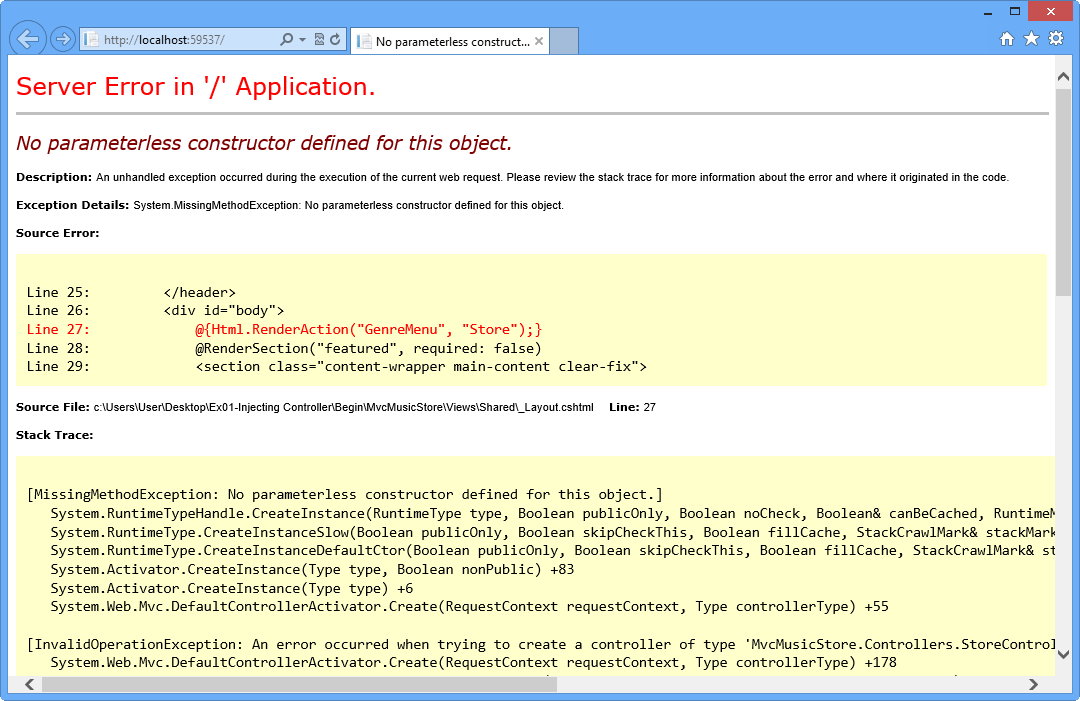 http://localhost:59537/
No parameterless construct...
Server Error in '/' Application.
No parameterless constructor defined for this object.
Description: An unhandled exception occurred during the execution of the current web request. Please review the stack trace for more information about the error and where it originated in the code.
Exception Details: System.MissingMethodException: No parameterless constructor defined for this object.
Source Error:
Line 25:         </header>
Line 26:         <div id="body">
Line 27:             @{Html.RenderAction("GenreMenu", "Store");}
Line 28:             @RenderSection("featured", required: false)
Line 29:             <section class="content-wrapper main-content clear-fix">
Source File: c:\Users\User\Desktop\Ex01-Injecting Controller\Begin\MvcMusicStore\Views\Shared\_Layout.cshtml    Line: 27
Stack Trace:
[MissingMethodException: No parameterless constructor defined for this object.]
   System.RuntimeTypeHandle.CreateInstance(RuntimeType type, Boolean publicOnly, Boolean noCheck, Boolean& canBeCached, RuntimeM
   System.RuntimeType.CreateInstanceSlow(Boolean publicOnly, Boolean skipCheckThis, Boolean fillCache, StackCrawlMark& stackMark
   System.RuntimeType.CreateInstanceDefaultCtor(Boolean publicOnly, Boolean skipCheckThis, Boolean fillCache, StackCrawlMark& st
   System.Activator.CreateInstance(Type type, Boolean nonPublic) +83
   System.Activator.CreateInstance(Type type) +6
   System.Web.Mvc.DefaultControllerActivator.Create(RequestContext requestContext, Type controllerType) +55
[InvalidOperationException: An error occurred when trying to create a controller of type 'MvcMusicStore.Controllers.StoreControl
   System.Web.Mvc.DefaultControllerActivator.Create(RequestContext requestContext, Type controllerType) +178